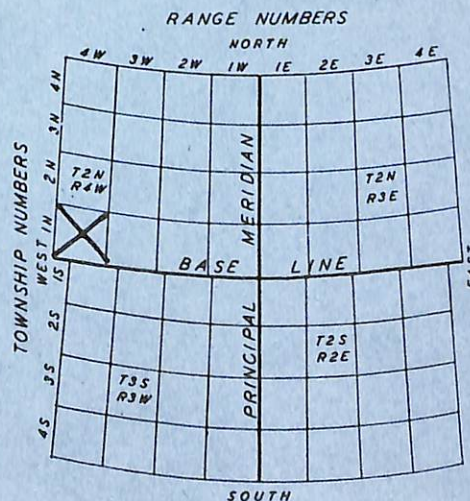 RANGE NUMBERS
NORTH
4W 3W 2W 1W 1E 2E 3E 4E
TOWNSHIP NUMBERS
4N
3N
2N
1N
WEST
1S
2S
3S
4S
T2N
R4W
MERIDIAN
T2N
R3E
BASE LINE
PRINCIPAL
T2S
R2E
T3S
R3W
SOUTH